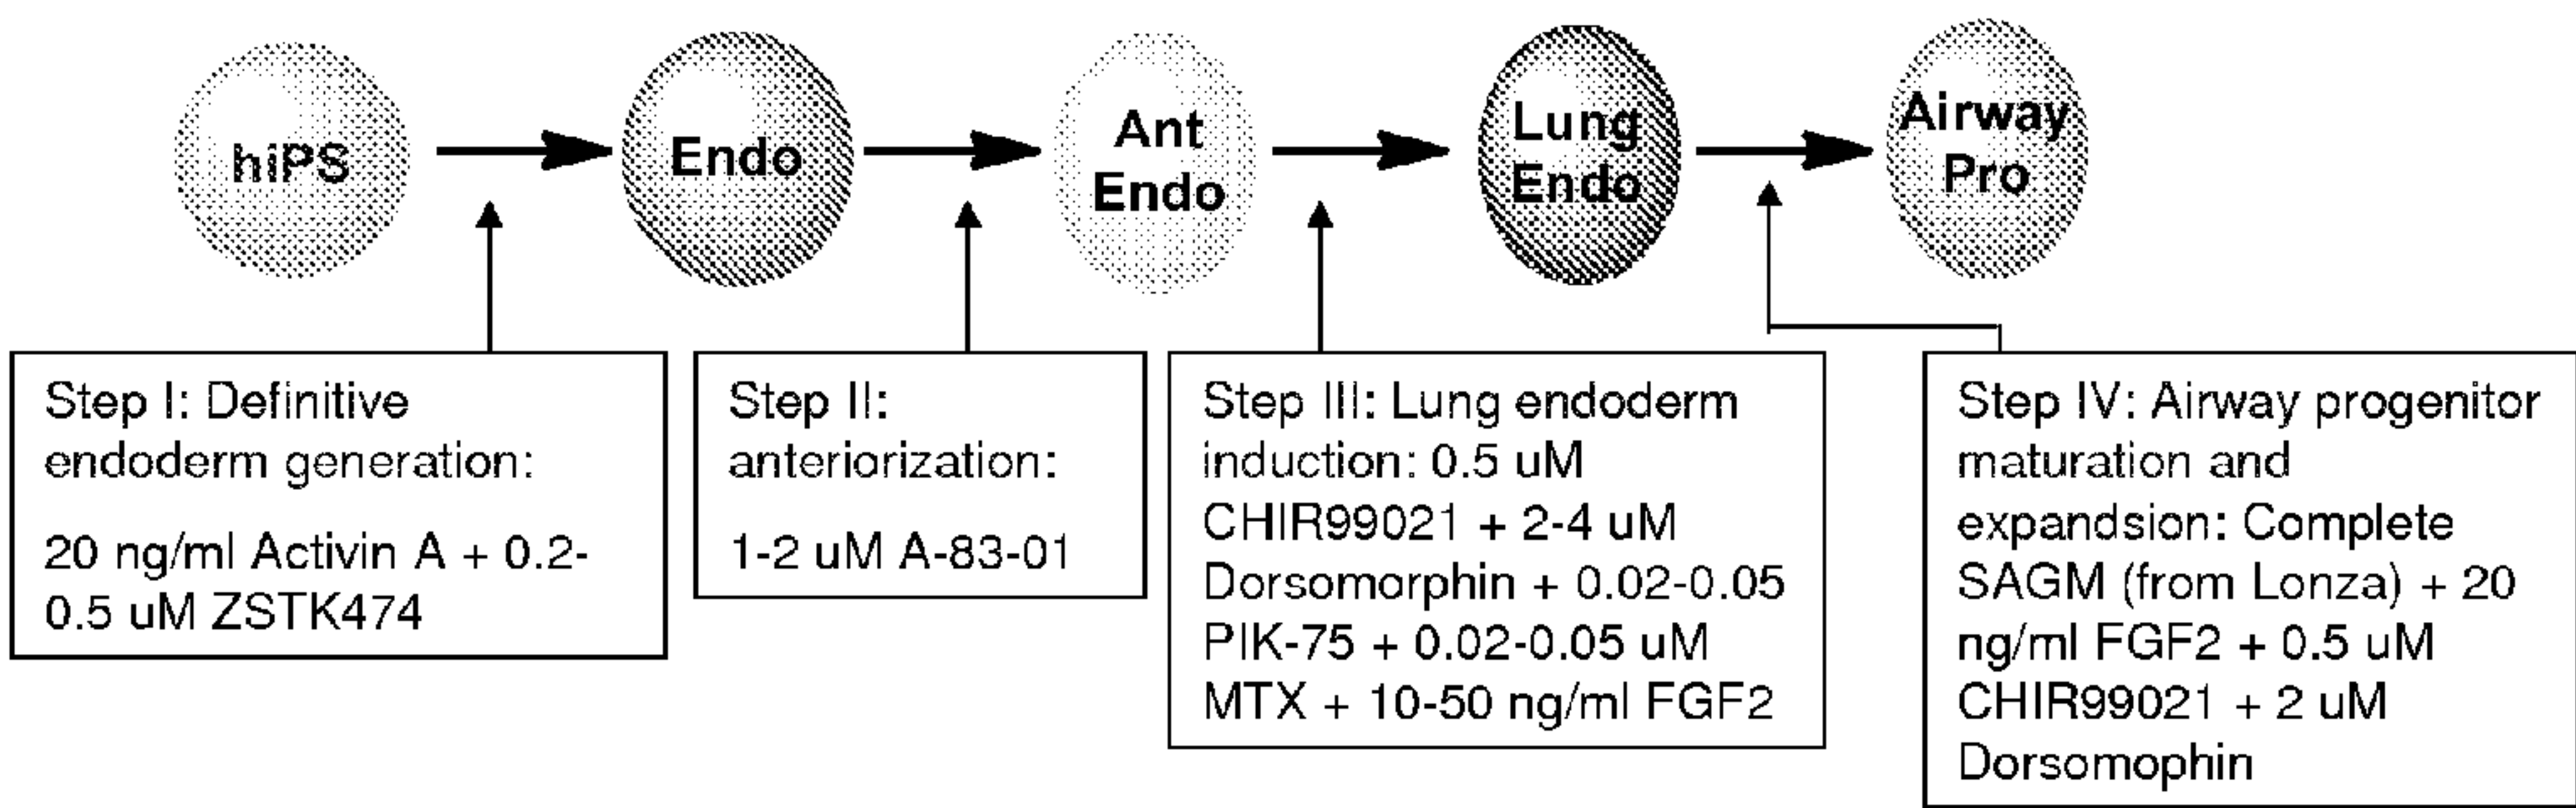 hiPS
Endo
Ant
Endo
Lung
Endo
Airway
Pro
Step I: Definitive
endoderm generation:
20 ng/ml Activin A + 0.2-
0.5 uM ZSTK474
Step II:
anteriorization:
1-2 uM A-83-01
Step III: Lung endoderm
induction: 0.5 uM
CHIR99021 + 2-4 uM
Dorsomorphin + 0.02-0.05
PIK-75 + 0.02-0.05 uM
MTX + 10-50 ng/ml FGF2
Step IV: Airway progenitor
maturation and
expandsion: Complete
SAGM (from Lonza) + 20
ng/ml FGF2 + 0.5 uM
CHIR99021 + 2 uM
Dorsomophin